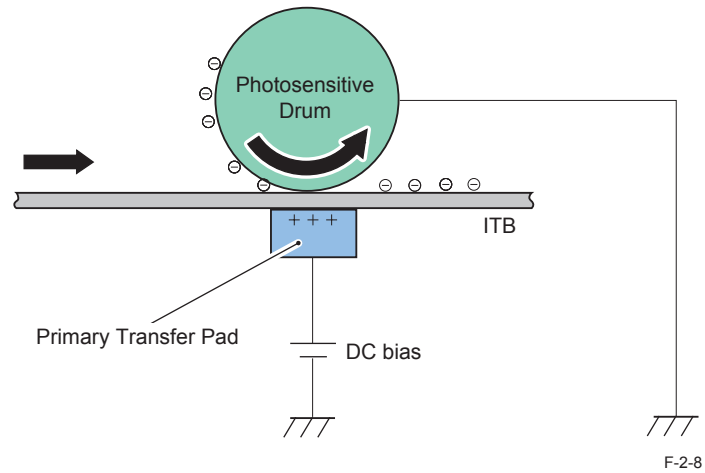 Photosensitive
Drum
ITB
+ + +
Primary Transfer Pad
DC bias
F-2-8